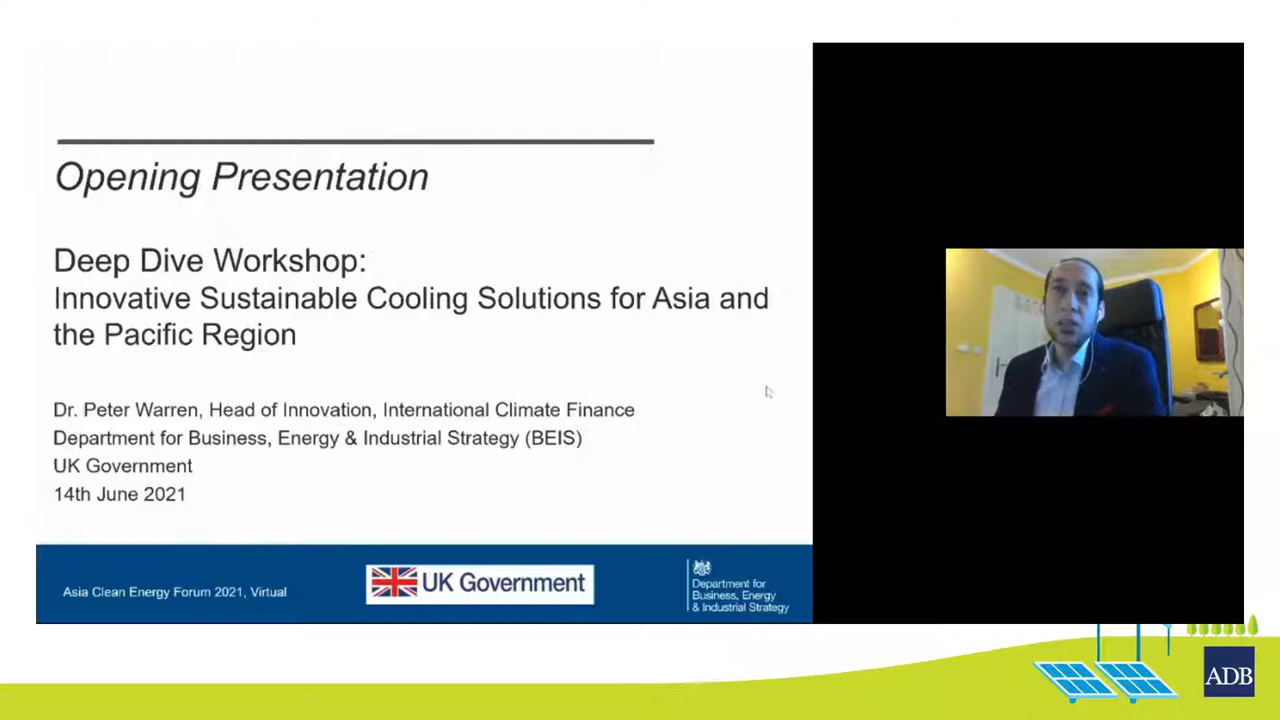 Opening Presentation
Deep Dive Workshop:
Innovative Sustainable Cooling Solutions for Asia and
the Pacific Region
Dr. Peter Warren, Head of Innovation, International Climate Finance
Department for Business, Energy & Industrial Strategy (BEIS)
UK Government
14th June 2021
Asia Clean Energy Forum 2021, Virtual
UK Government
Department for
Business, Energy
& Industrial Strategy
ADB